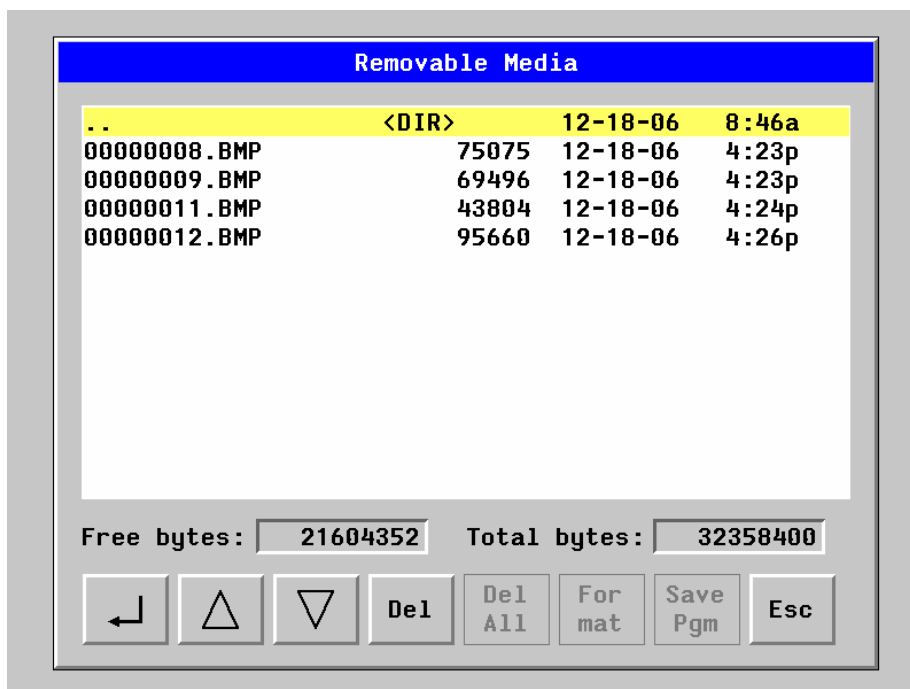 Removable Media
.. <DIR> 12-18-06 8:46a
00000008.BMP 75075 12-18-06 4:23p
00000009.BMP 69496 12-18-06 4:23p
00000011.BMP 43804 12-18-06 4:24p
00000012.BMP 95660 12-18-06 4:26p
Free bytes: 21604352 Total bytes: 32358400
Del Del All For mat Save Pgm Esc